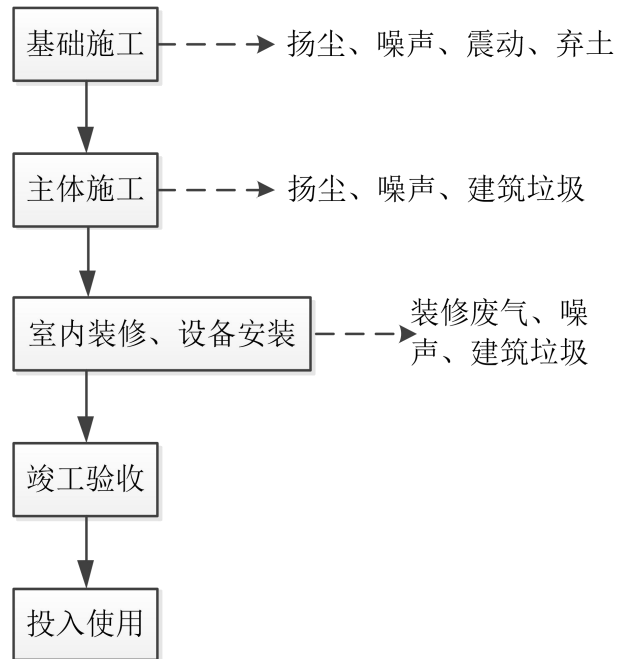 基础施工
扬尘、噪声、震动、弃土
主体施工
扬尘、噪声、建筑垃圾
室内装修、设备安装
装修废气、噪
声、建筑垃圾
竣工验收
投入使用